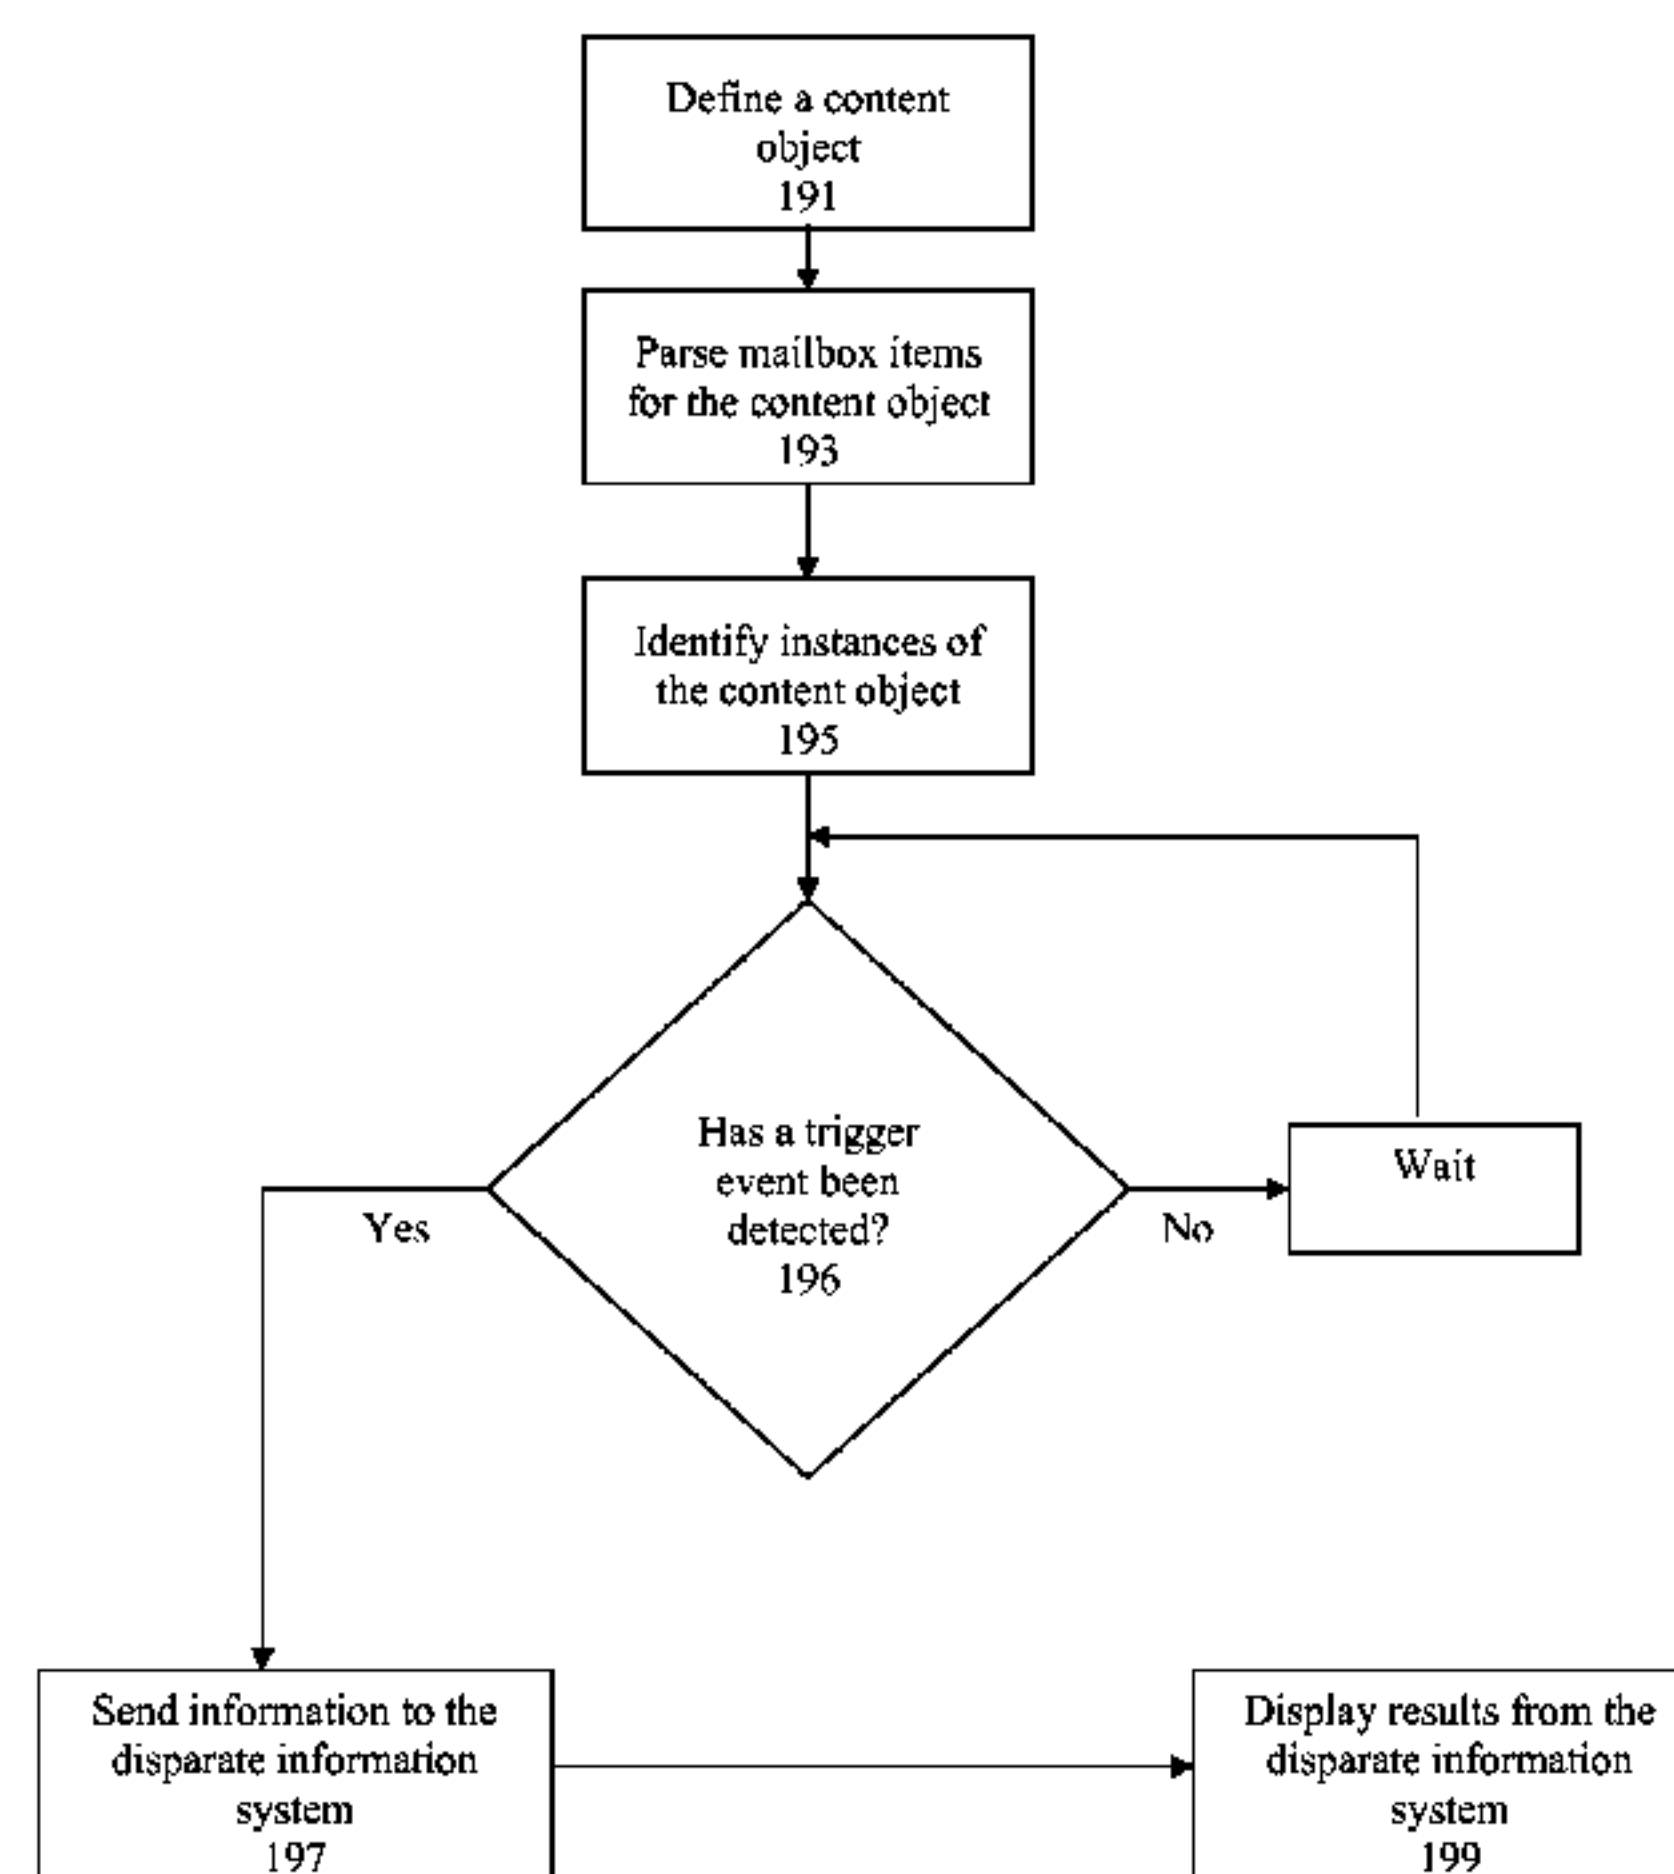 Define a content
object
191
Parse mailbox items
for the content object
193
Identify instances of
the content object
195
Has a trigger
event been
detected?
196
Yes
No
Wait
Send information to the
disparate information
system
197
Display results from the
disparate information
system
199